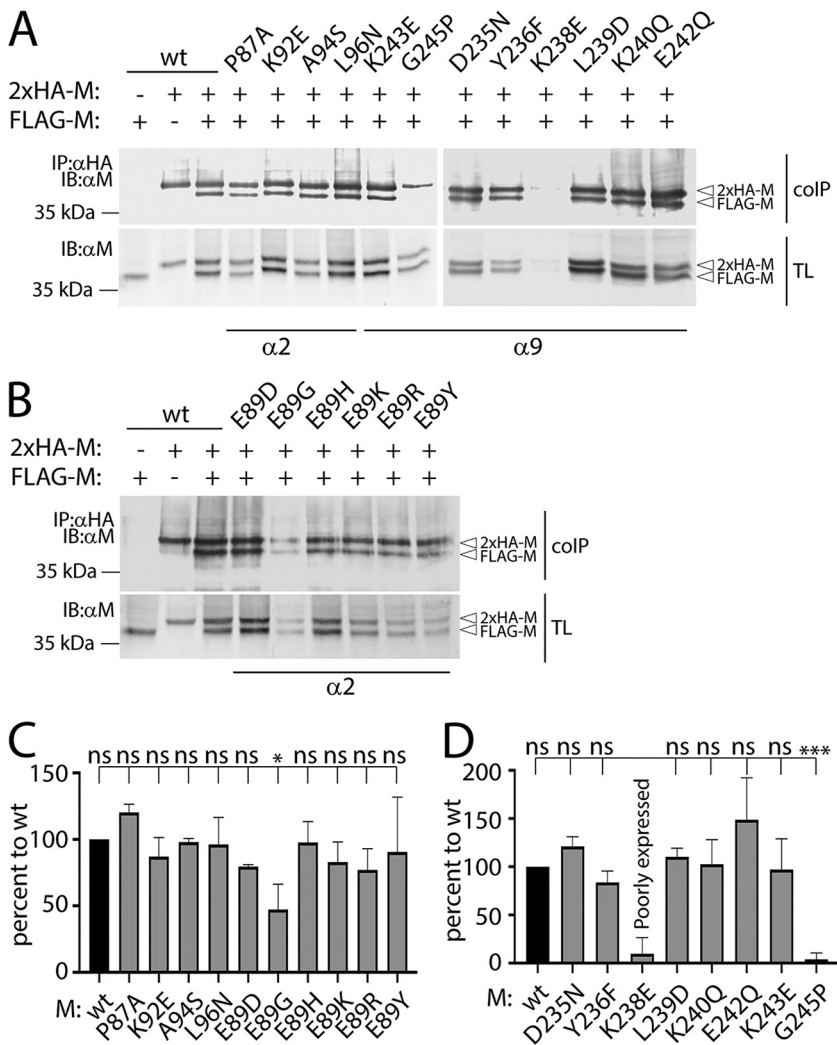 A
wt P87A K92E A94S L96N K243E G245P D235N Y236F K238E L239D K240Q E242Q
2xHA-M: - + + + + + + + + + + + + + +
FLAG-M: + - + + + + + + + + + + + + +
IP:αHA
IB:αM
35 kDa
2xHA-M
FLAG-M
coIP
IB:αM
35 kDa
2xHA-M
FLAG-M
TL
α2 α9
B
wt E89D E89G E89H E89K E89R E89Y
2xHA-M: - + + + + + + + +
FLAG-M: + - + + + + + + +
IP:αHA
IB:αM
35 kDa
2xHA-M
FLAG-M
coIP
IB:αM
35 kDa
2xHA-M
FLAG-M
TL
α2
C
ns ns ns ns ns ns * ns ns ns ns
percent to wt
150
100
50
0
M: wt P87A K92E A94S L96N E89D E89G E89H E89K E89R E89Y
D
ns ns ns ns ns ns ns ***
percent to wt
200
150
100
50
0
Poorly expressed
M: wt D235N Y236F K238E L239D K240Q E242Q K243E G245P